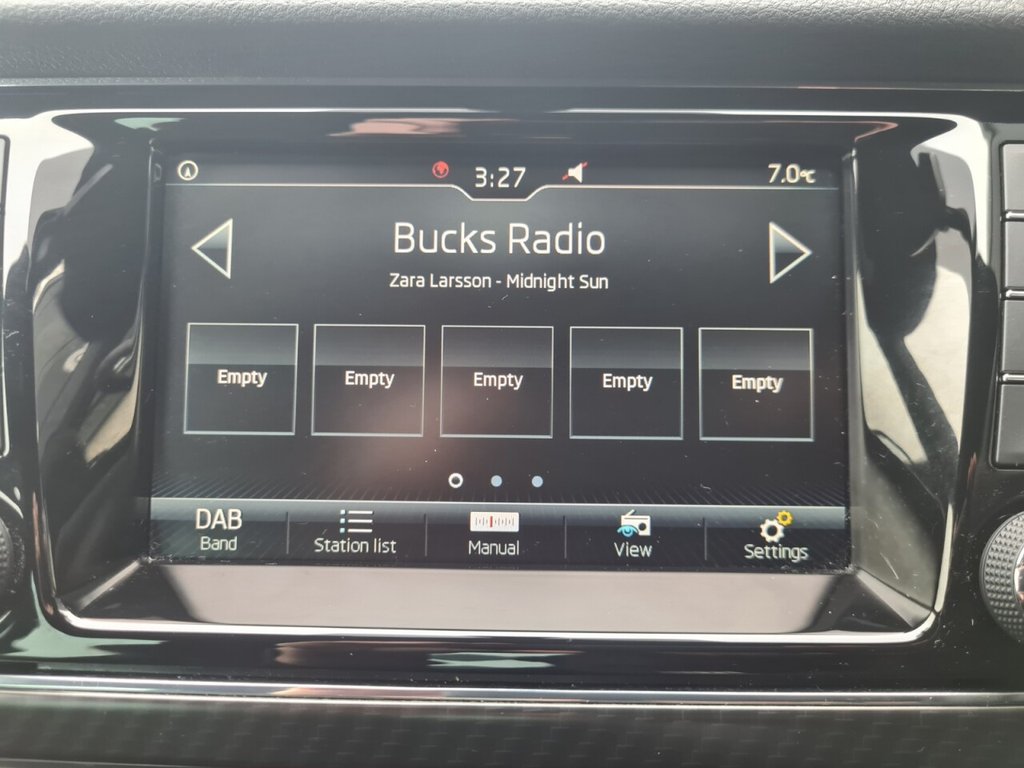 3:27
7.0°C
Bucks Radio
Zara Larsson - Midnight Sun
Empty
Empty
Empty
Empty
Empty
DAB
Band
Station list
Manual
View
Settings